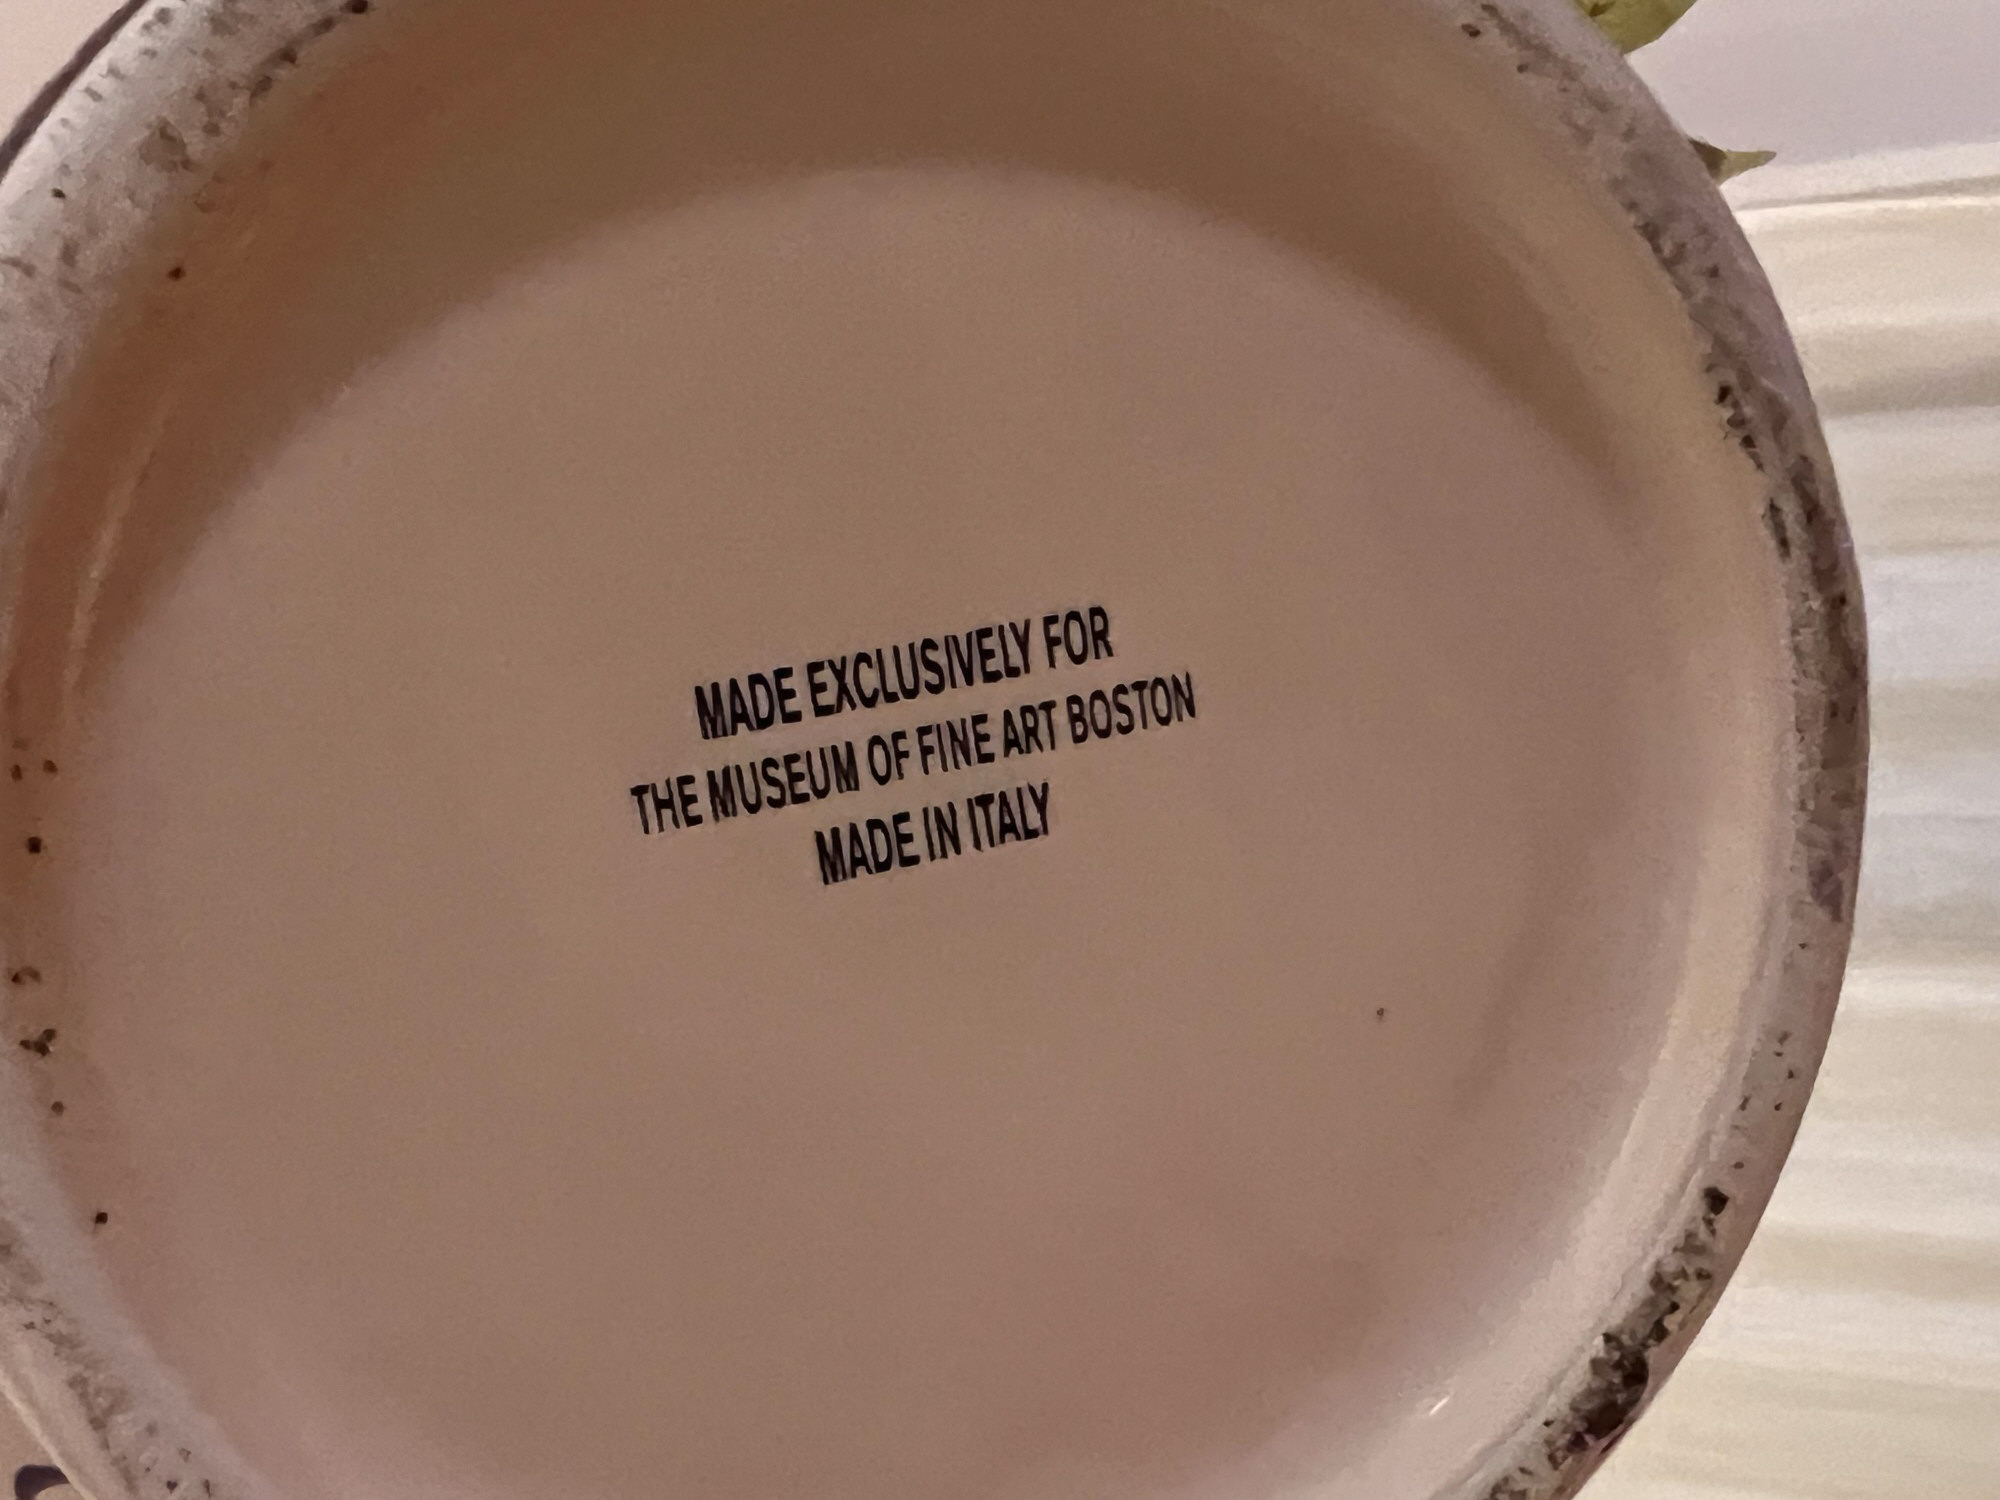 MADE EXCLUSIVELY FOR
THE MUSEUM OF FINE ART BOSTON
MADE IN ITALY